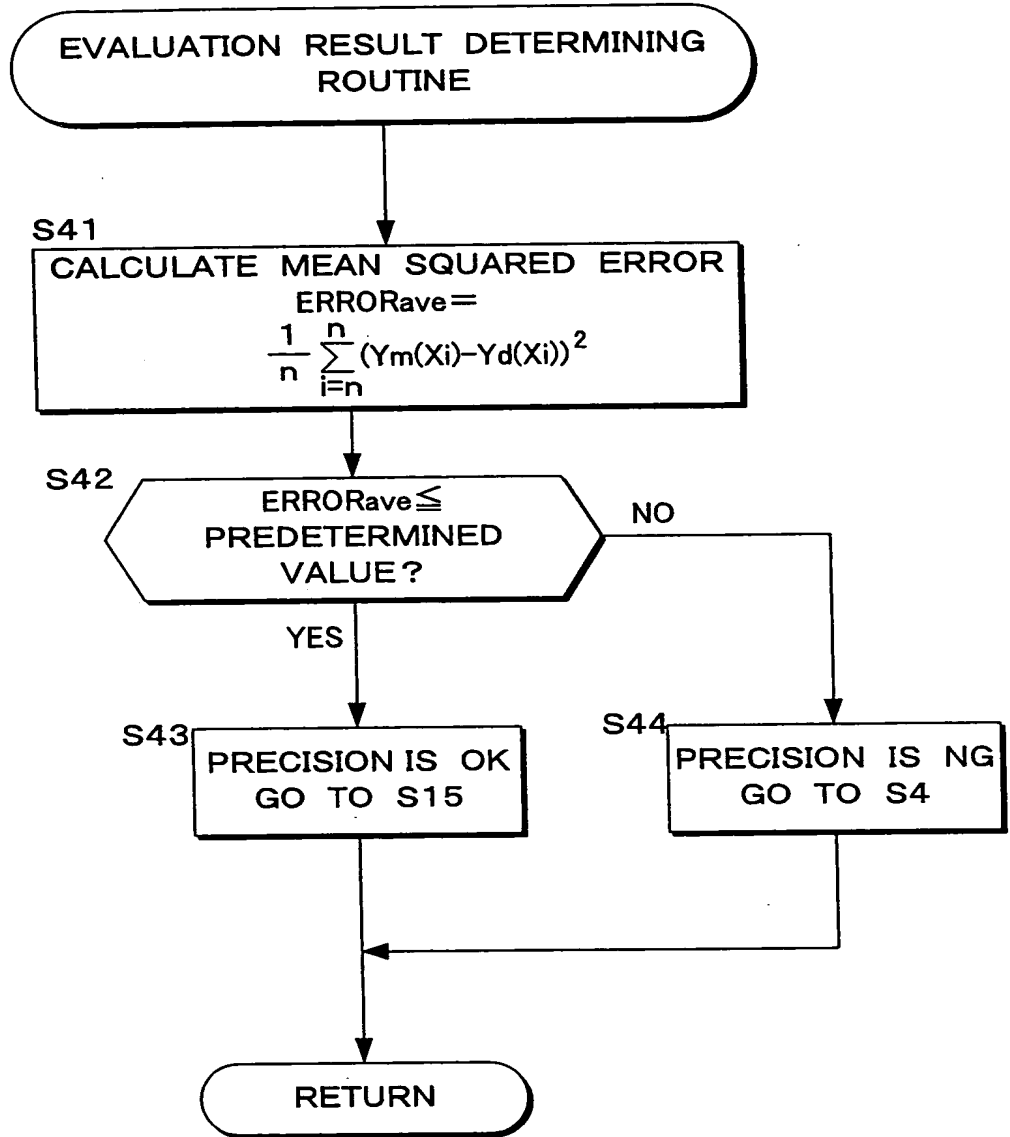 EVALUATION RESULT DETERMINING
ROUTINE
S41
CALCULATE MEAN SQUARED ERROR
ERRORave=
1/n n∑i=n (Ym(Xi)-Yd(Xi))²
S42
ERRORave≦
PREDETERMINED
VALUE?
NO
YES
S43
PRECISION IS OK
GO TO S15
S44
PRECISION IS NG
GO TO S4
RETURN